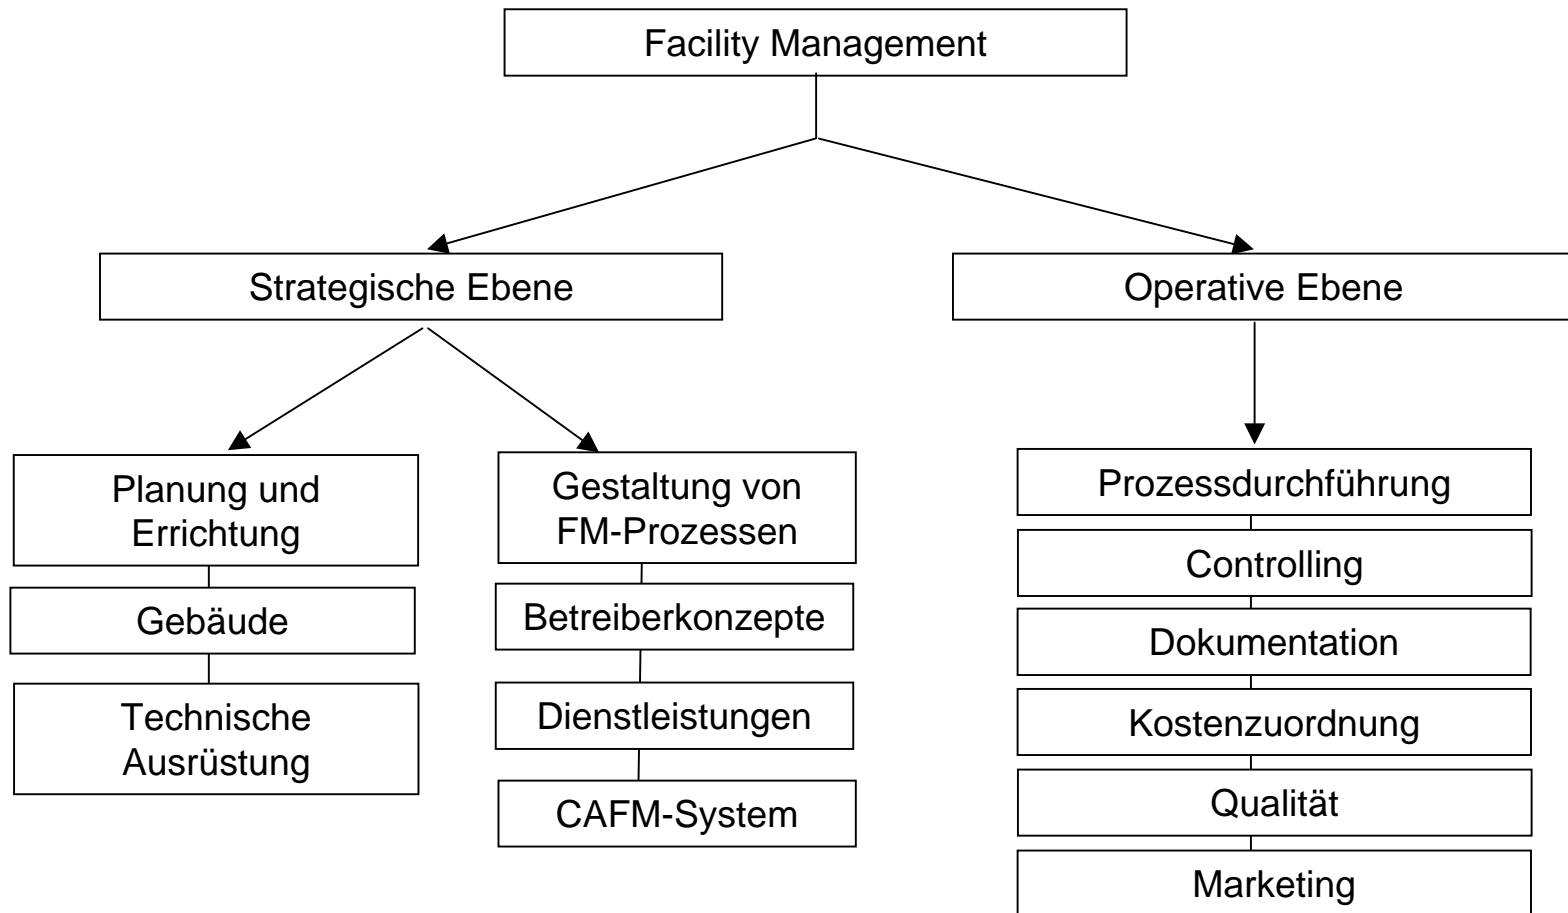 Facility Management
Strategische Ebene
Operative Ebene
Planung und
Errichtung
Gebäude
Technische
Ausrüstung
Gestaltung von
FM-Prozessen
Betreiberkonzepte
Dienstleistungen
CAFM-System
Prozessdurchführung
Controlling
Dokumentation
Kostenzuordnung
Qualität
Marketing